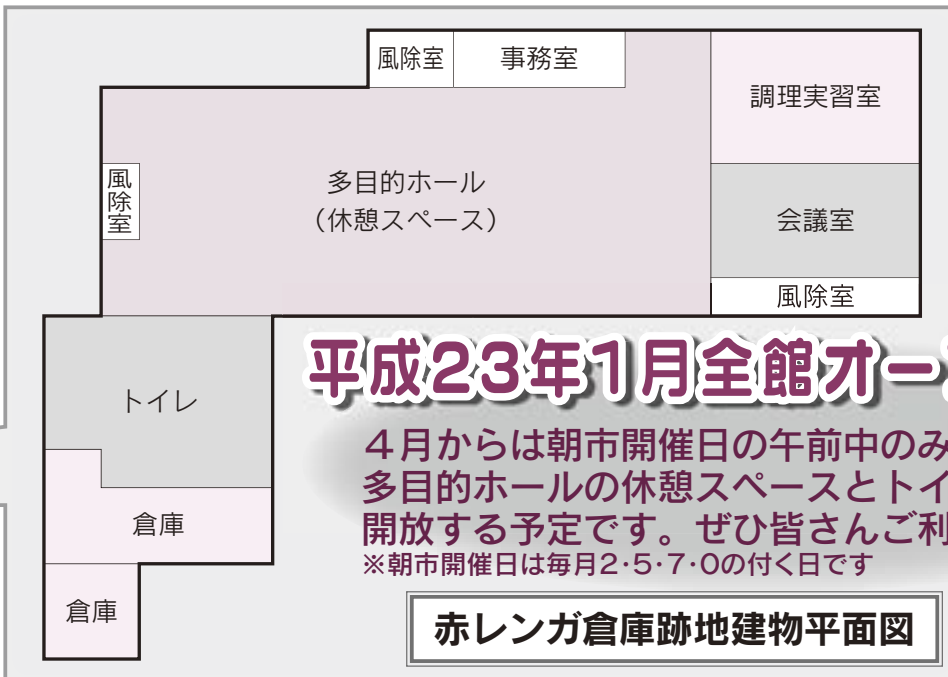 風除室
事務室
調理実習室
風除室
多目的ホール
（休憩スペース）
会議室
風除室
トイレ
倉庫
倉庫
平成23年1月全館オー
４月からは朝市開催日の午前中のみ
多目的ホールの休憩スペースとトイ
開放する予定です。ぜひ皆さんご利
※朝市開催日は毎月2・5・7・0の付く日です
赤レンガ倉庫跡地建物平面図